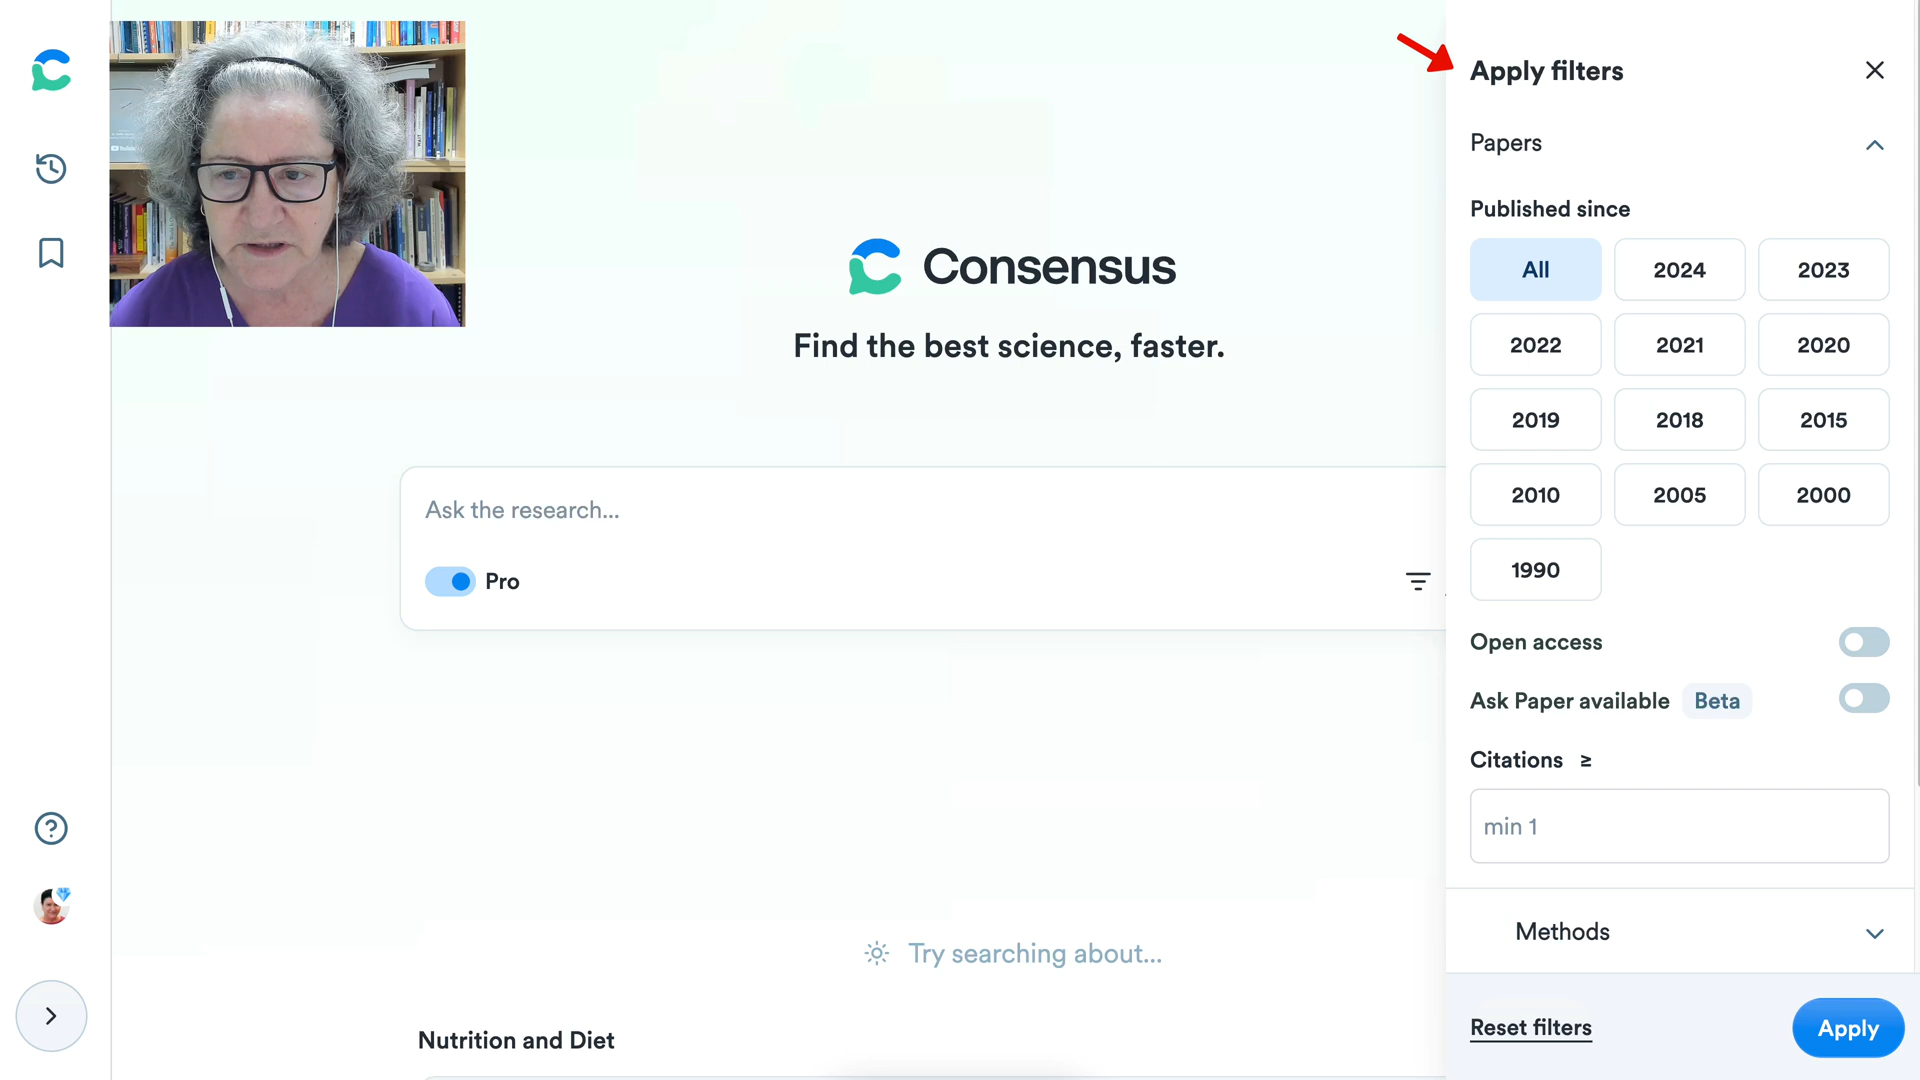 Consensus
Find the best science, faster.
Ask the research...
Pro
Try searching about...
Nutrition and Diet
Apply filters
Papers
Published since
All
2024
2023
2022
2021
2020
2019
2018
2015
2010
2005
2000
1990
Open access
Ask Paper available Beta
Citations ≥
min 1
Methods
Reset filters
Apply